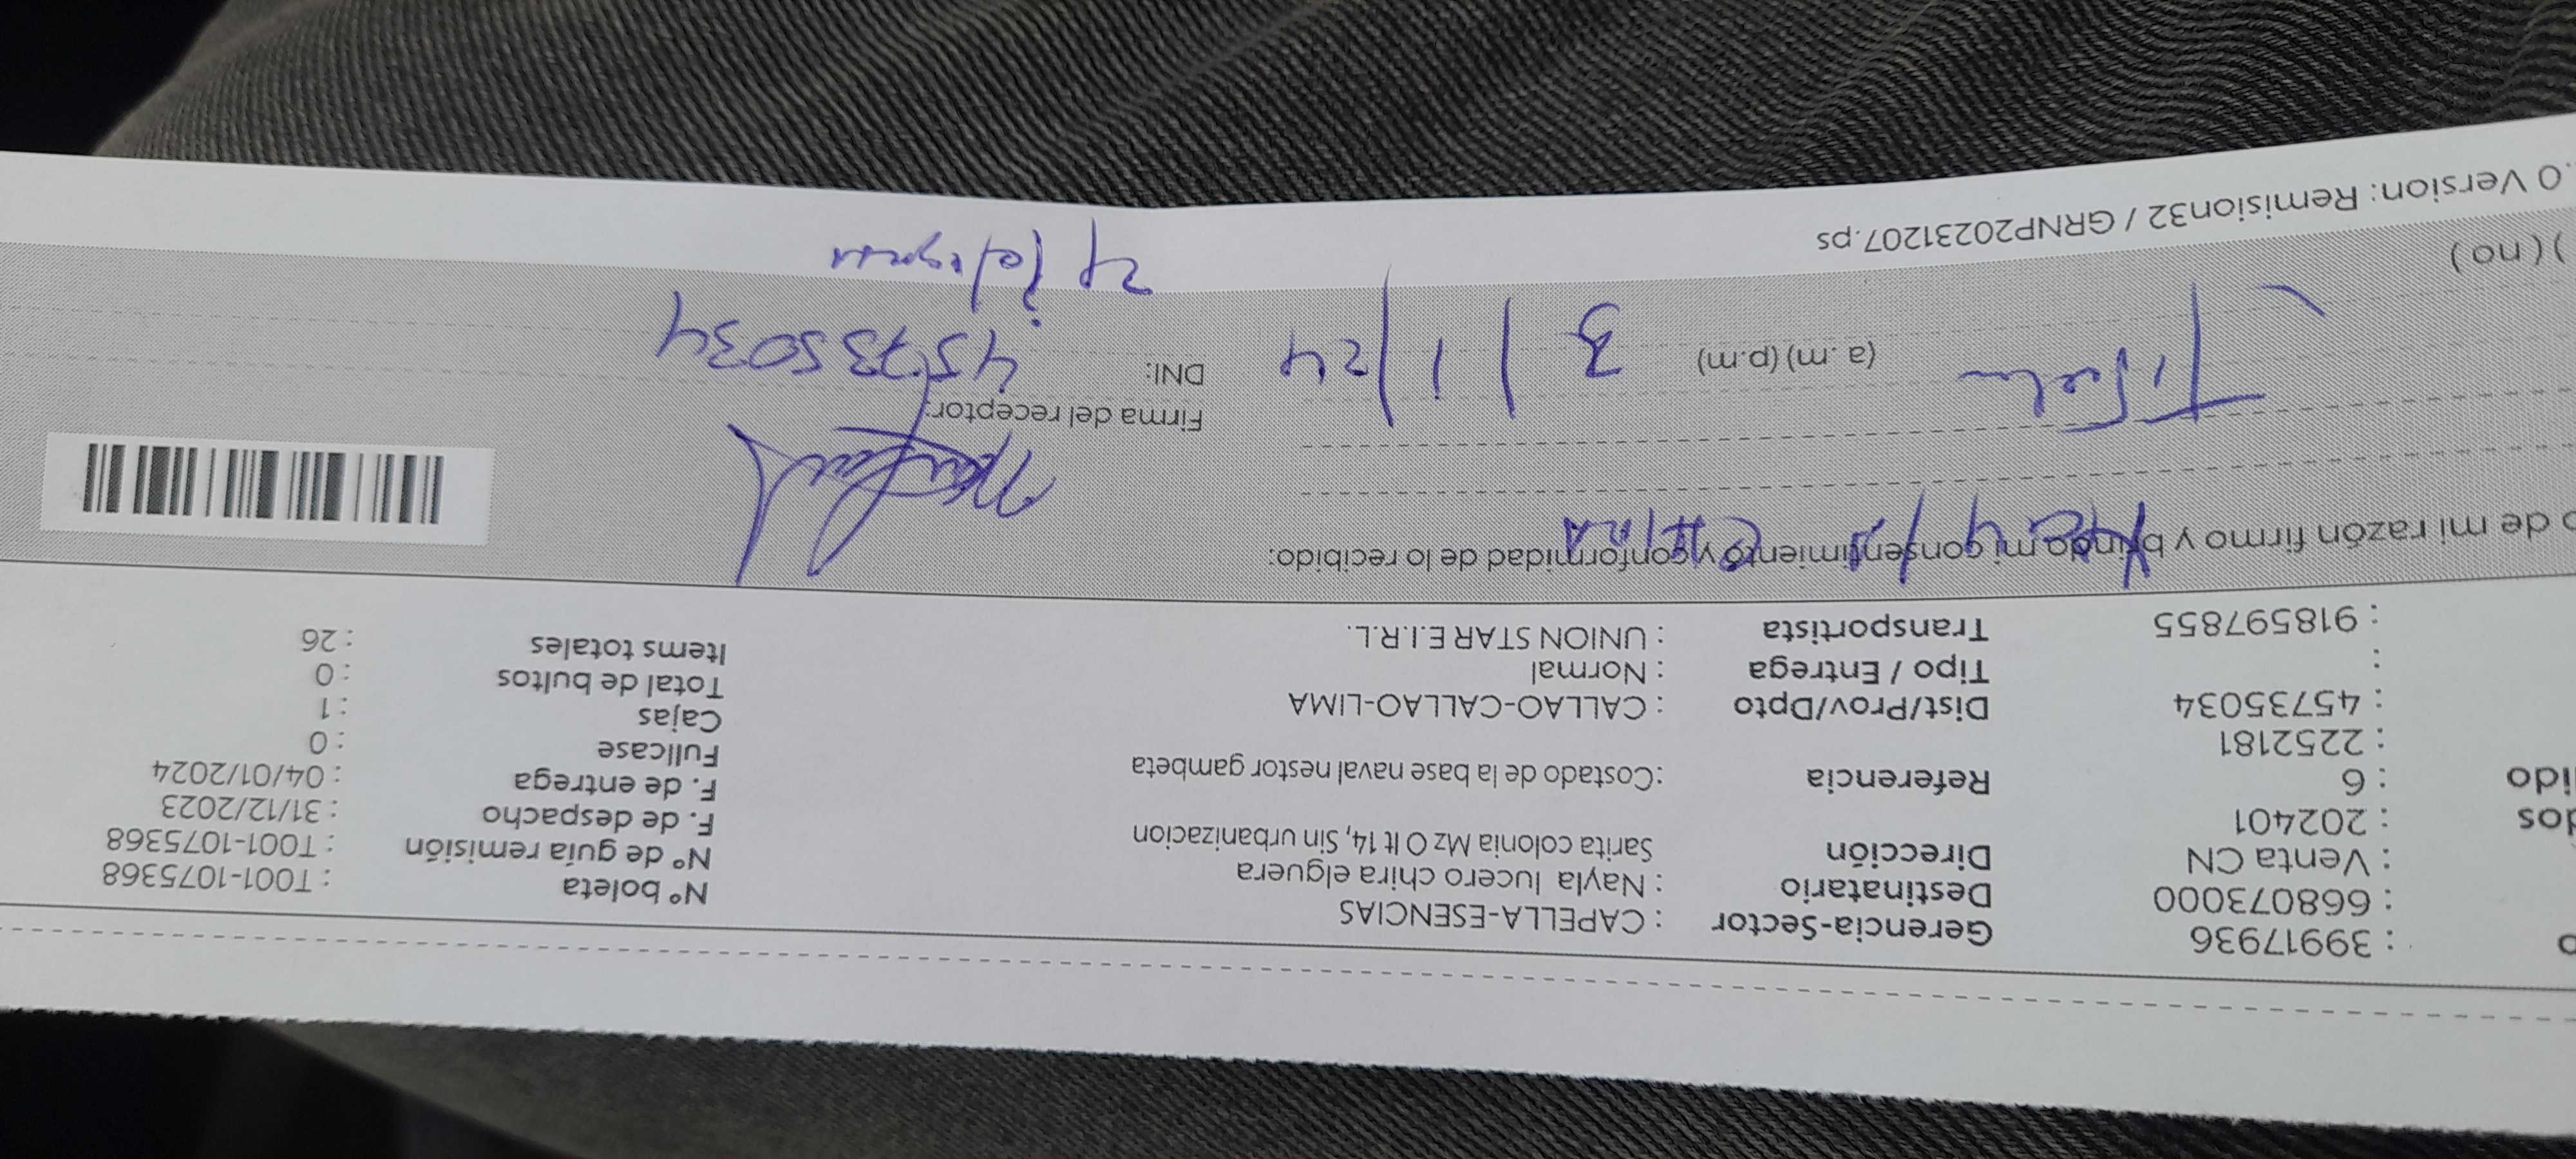 : 39917936 Gerencia-Sector : CAPELLA-ESENCIAS Nº boleta : T001-1075368
: 668073000 Destinatario : Nayla lucero chira elguera Nº de guía remisión : T001-1075368
: Venta CN Dirección Sarita colonia Mz O lt 14, Sin urbanizacion F. de despacho : 31/12/2023
: 202401 F. de entrega : 04/01/2024
: 6 Referencia :Costado de la base naval nestor gambeta Fullcase : 0
: 2252181 Cajas : 1
: 45735034 Dist/Prov/Dpto : CALLAO-CALLAO-LIMA Total de bultos : 0
: Tipo / Entrega : Normal Items totales : 26
: 918597855 Transportista : UNION STAR E.I.R.L.
de mi razón firmo y brindo mi consentimiento y conformidad de lo recibido:
Firma del receptor:
(a.m) (p.m) 3/1/24 DNI: 45735034
) (no)
.0 Version: Remision32 / GRNP20231207.ps